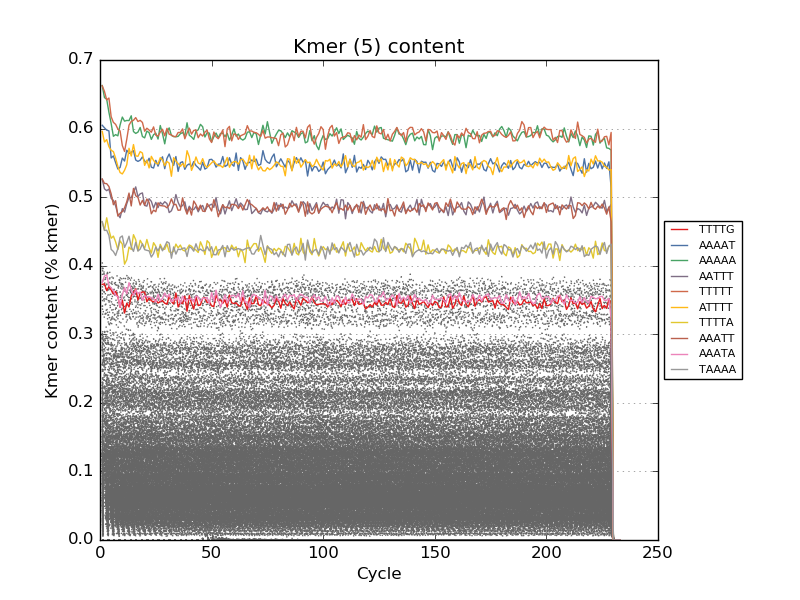 Kmer (5) content
Kmer content (% kmer)
0.7
0.6
0.5
0.4
0.3
0.2
0.1
0.0
0 50 100 150 200 250
Cycle
TTTTG
AAAAT
AAAAA
AATTT
TTTTT
ATTTT
TTTTA
AAATT
AAATA
TAAAA